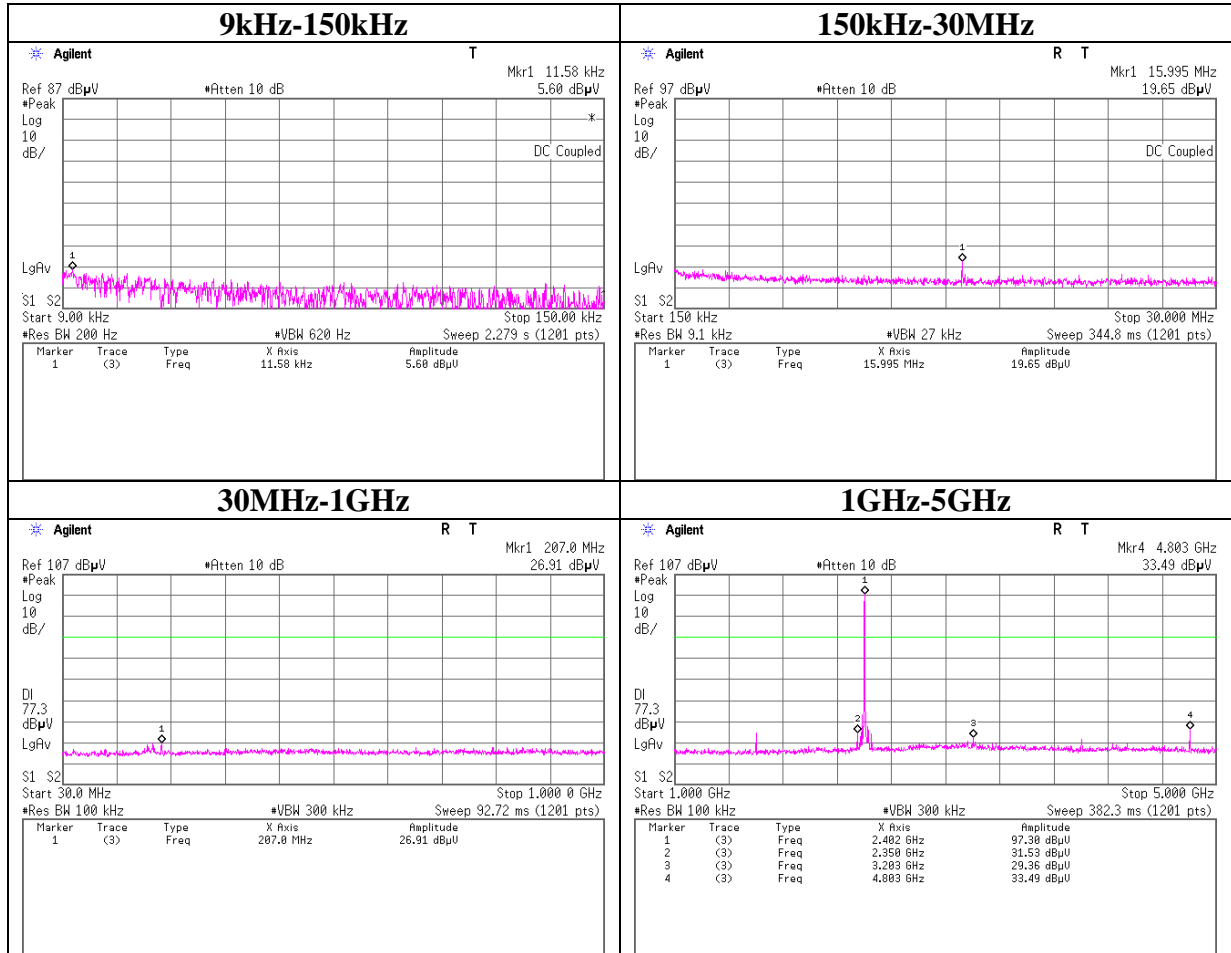 9kHz-150kHz
Agilent
T
Mkr1 11.58 kHz
Ref 87 dBµV
#Atten 10 dB
5.60 dBµV
#Peak
Log
10
dB/
*
DC Coupled
1
LgAv
S1 S2
Start 9.00 kHz
Stop 150.00 kHz
#Res BW 200 Hz
#VBW 620 Hz
Sweep 2.279 s (1201 pts)
Marker Trace Type X Axis Amplitude
1 (3) Freq 11.58 kHz 5.60 dBµV
150kHz-30MHz
Agilent
R T
Mkr1 15.995 MHz
Ref 97 dBµV
#Atten 10 dB
19.65 dBµV
#Peak
Log
10
dB/
DC Coupled
1
LgAv
S1 S2
Start 150 kHz
Stop 30.000 MHz
#Res BW 9.1 kHz
#VBW 27 kHz
Sweep 344.8 ms (1201 pts)
Marker Trace Type X Axis Amplitude
1 (3) Freq 15.995 MHz 19.65 dBµV
30MHz-1GHz
Agilent
R T
Mkr1 207.0 MHz
Ref 107 dBµV
#Atten 10 dB
26.91 dBµV
#Peak
Log
10
dB/
DI
77.3
dBµV
1
LgAv
S1 S2
Start 30.0 MHz
Stop 1.000 0 GHz
#Res BW 100 kHz
#VBW 300 kHz
Sweep 92.72 ms (1201 pts)
Marker Trace Type X Axis Amplitude
1 (3) Freq 207.0 MHz 26.91 dBµV
1GHz-5GHz
Agilent
R T
Mkr4 4.803 GHz
Ref 107 dBµV
#Atten 10 dB
33.49 dBµV
#Peak
1
Log
10
dB/
DI
77.3
dBµV
2
3
4
LgAv
S1 S2
Start 1.000 GHz
Stop 5.000 GHz
#Res BW 100 kHz
#VBW 300 kHz
Sweep 382.3 ms (1201 pts)
Marker Trace Type X Axis Amplitude
1 (3) Freq 2.402 GHz 97.30 dBµV
2 (3) Freq 2.350 GHz 31.53 dBµV
3 (3) Freq 3.203 GHz 29.36 dBµV
4 (3) Freq 4.803 GHz 33.49 dBµV